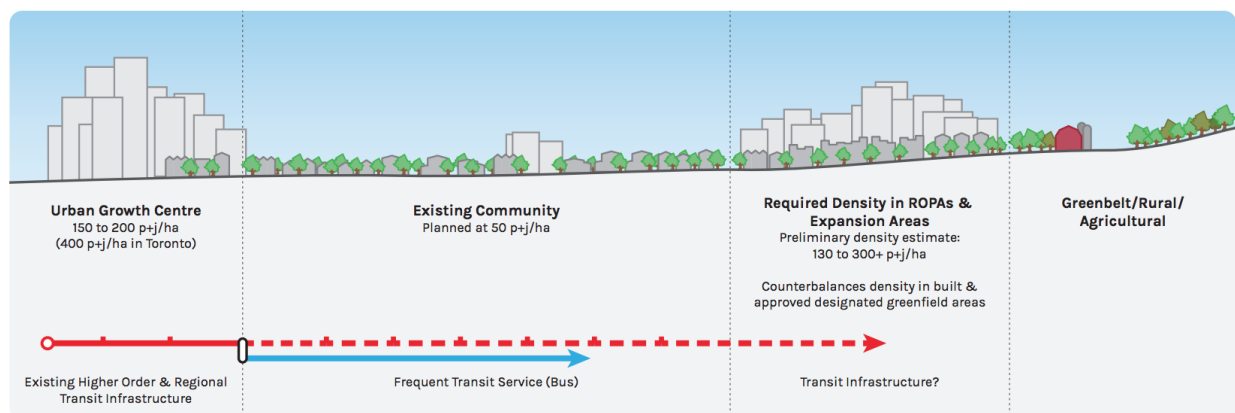 Urban Growth Centre
150 to 200 p+j/ha
(400 p+j/ha in Toronto)
Existing Community
Planned at 50 p+j/ha
Required Density in ROPAs &
Expansion Areas
Preliminary density estimate:
130 to 300+ p+j/ha
Counterbalances density in built &
approved designated greenfield areas
Greenbelt/Rural/
Agricultural
Existing Higher Order & Regional
Transit Infrastructure
Frequent Transit Service (Bus)
Transit Infrastructure?